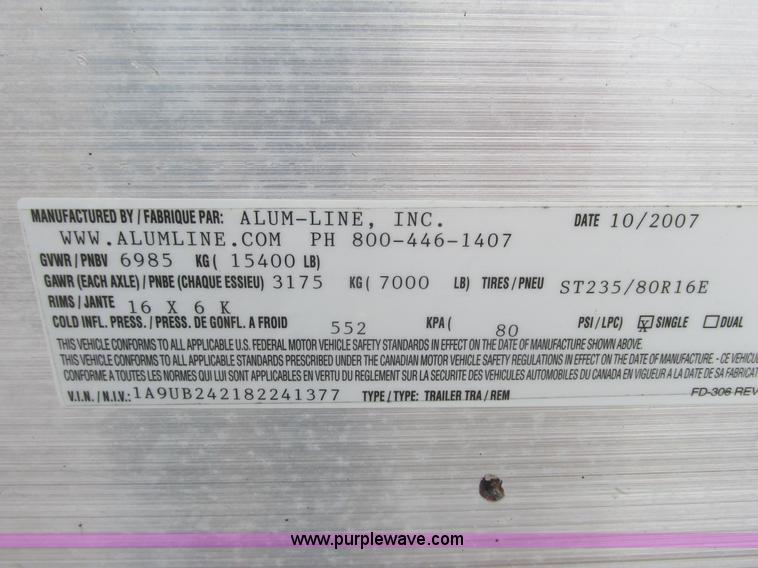 MANUFACTURED BY / FABRIQUE PAR: ALUM-LINE, INC. DATE 10/2007
WWW.ALUMLINE.COM PH 800-446-1407
GVWR / PNBV 6985 KG ( 15400 LB)
GAWR (EACH AXLE) / PNBE (CHAQUE ESSIEU) 3175 KG ( 7000 LB) TIRES / PNEU ST235/80R16E
RIMS / JANTE 16 X 6 K
COLD INFL. PRESS. / PRESS. DE GONFL. A FROID 552 KPA ( 80 PSI / LPC) SINGLE DUAL
THIS VEHICLE CONFORMS TO ALL APPLICABLE U.S. FEDERAL MOTOR VEHICLE SAFETY STANDARDS IN EFFECT ON THE DATE OF MANUFACTURE SHOWN ABOVE.
THIS VEHICLE CONFORMS TO ALL APPLICABLE STANDARDS PRESCRIBED UNDER THE CANADIAN MOTOR VEHICLE SAFETY REGULATIONS IN EFFECT ON THE DATE OF MANUFACTURE. - CE VEHICU
CONFORME A TOUTES LES NORMES QUI LUI SONT APPLICABLES EN VERTU DU REGLEMENT SUR LA SECURITE DES VEHICULES AUTOMOBILES DU CANADA EN VIGUEUR A LA DATE DE SA FABRICAT
V.I.N. / N.I.V.: 1A9UB242182241377 TYPE / TYPE: TRAILER TRA / REM FD-306 REV
www.purplewave.com